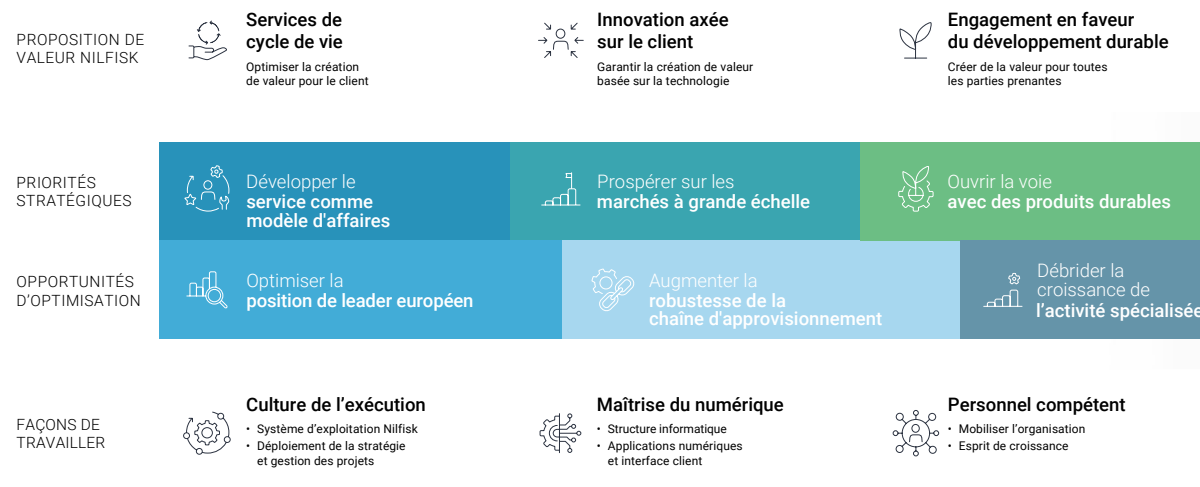 PROPOSITION DE
VALEUR NILFISK
Services de
cycle de vie
Optimiser la création
de valeur pour le client
Innovation axée
sur le client
Garantir la création de valeur
basée sur la technologie
Engagement en faveur
du développement durable
Créer de la valeur pour toutes
les parties prenantes
PRIORITÉS
STRATÉGIQUES
Développer le
service comme
modèle d'affaires
Prospérer sur les
marchés à grande échelle
Ouvrir la voie
avec des produits durables
OPPORTUNITÉS
D’OPTIMISATION
Optimiser la
position de leader européen
Augmenter la
robustesse de la
chaîne d'approvisionnement
Débrider la
croissance de
l’activité spécialisée
FAÇONS DE
TRAVAILLER
Culture de l’exécution
• Système d’exploitation Nilfisk
• Déploiement de la stratégie
et gestion des projets
Maîtrise du numérique
• Structure informatique
• Applications numériques
et interface client
Personnel compétent
• Mobiliser l’organisation
• Esprit de croissance